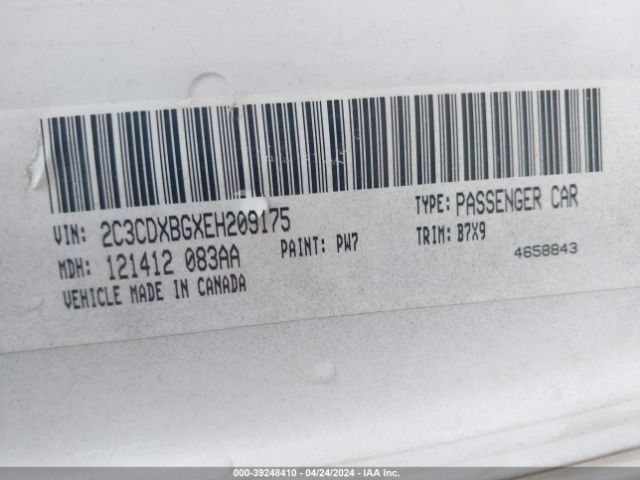 VIN: 2C3CDXBGXEH209175 TYPE: PASSENGER CAR
MDH: 121412 083AA PAINT: PW7 TRIM: B7X9
VEHICLE MADE IN CANADA 4658843
000-39248410 - 04/24/2024 - IAA Inc.